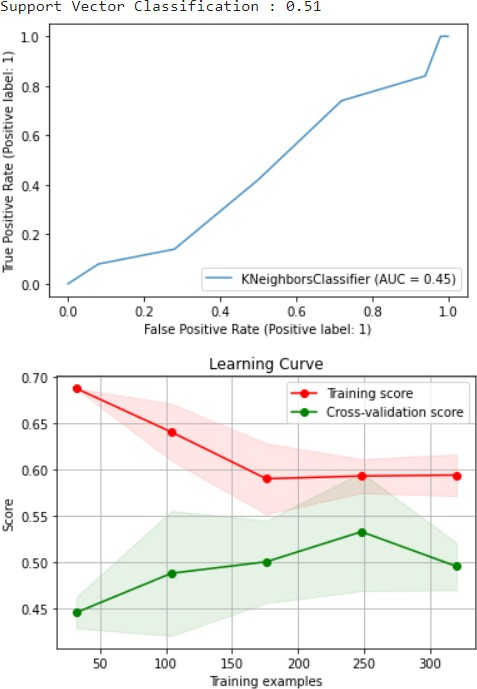 Support Vector Classification : 0.51
1.0
0.8
0.6
0.4
0.2
0.0
True Positive Rate (Positive label: 1)
KNeighborsClassifier (AUC = 0.45)
0.0 0.2 0.4 0.6 0.8 1.0
False Positive Rate (Positive label: 1)
Learning Curve
0.70
0.65
0.60
0.55
0.50
0.45
Score
Training score
Cross-validation score
50 100 150 200 250 300
Training examples